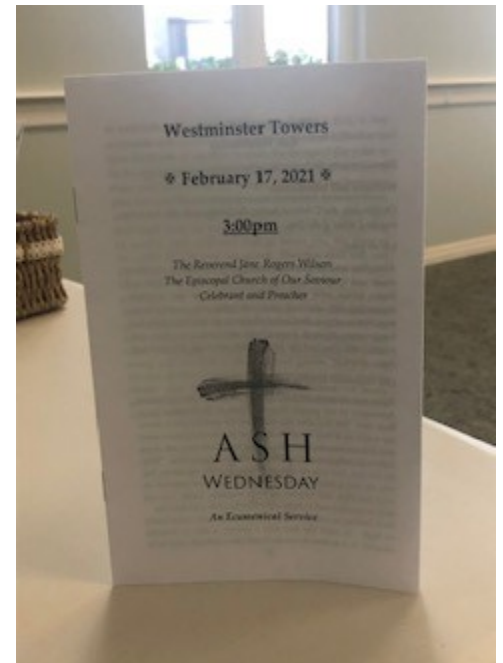 Westminster Towers
✠ February 17, 2021 ✠
3:00pm
The Reverend Jane Rogers Wilson
The Episcopal Church of Our Saviour
Celebrant and Preacher
ASH
WEDNESDAY
An Ecumenical Service